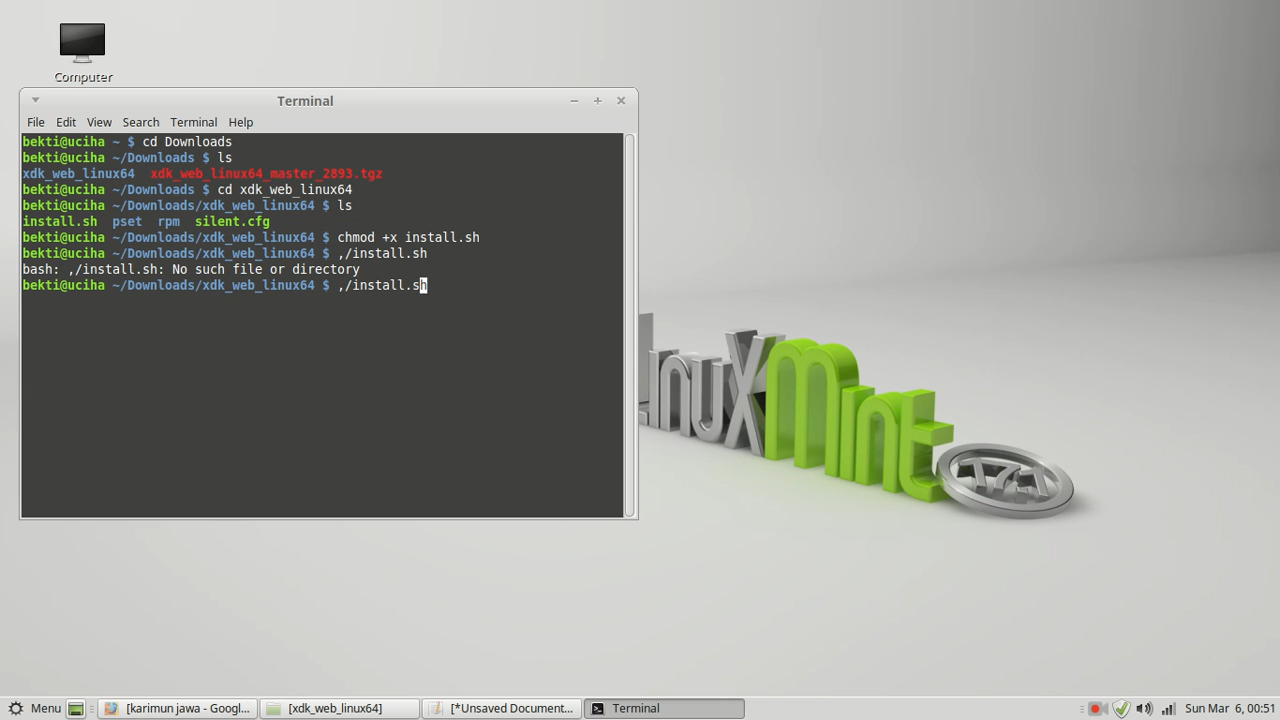 Computer
Terminal
File Edit View Search Terminal Help
bekti@uciha ~ $ cd Downloads
bekti@uciha ~/Downloads $ ls
xdk_web_linux64  xdk_web_linux64_master_2893.tgz
bekti@uciha ~/Downloads $ cd xdk_web_linux64
bekti@uciha ~/Downloads/xdk_web_linux64 $ ls
install.sh  pset  rpm  silent.cfg
bekti@uciha ~/Downloads/xdk_web_linux64 $ chmod +x install.sh
bekti@uciha ~/Downloads/xdk_web_linux64 $ ,/install.sh
bash: ,/install.sh: No such file or directory
bekti@uciha ~/Downloads/xdk_web_linux64 $ ,/install.sh
LinuxMint 17.1
Menu [karimun jawa - Googl... [xdk_web_linux64] [*Unsaved Document... Terminal Sun Mar 6, 00:51